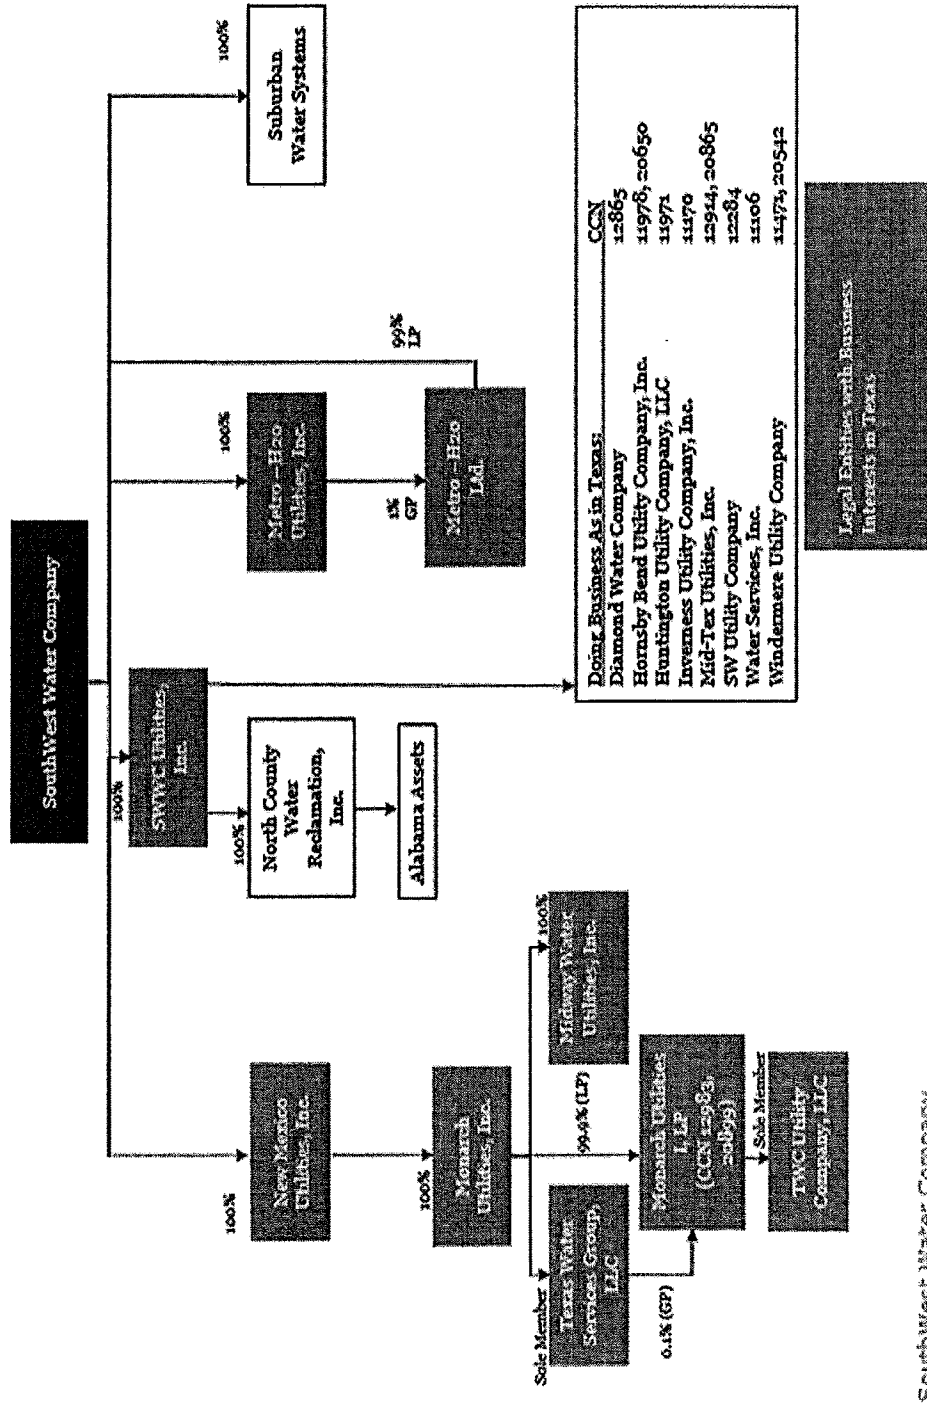 SouthWest Water Company
100%
SWWC Utilities,
Inc.
100%
North County
Water
Reclamation,
Inc.
Alabama Assets
100%
New Mexico
Utilities, Inc.
100%
Monarch
Utilities, Inc.
Sole Member
Texas Water
Services Group,
LLC
0.1% (GP)
99.9% (LP)
Monarch Utilities
I, LP
(CCN 12983,
20899)
Sole Member
TWC Utility
Company, LLC
100%
Midway Water
Utilities, Inc.
100%
Metro-H2o
Utilities, Inc.
1%
GP
Metro-H2o
Ltd.
99%
LP
100%
Suburban
Water Systems
Doing Business As in Texas: CCN
Diamond Water Company 12865
Hornsby Bend Utility Company, Inc. 11978, 20650
Huntington Utility Company, LLC 11971
Inverness Utility Company, Inc. 11170
Mid-Tex Utilities, Inc. 12914, 20865
SW Utility Company 12284
Water Services, Inc. 11106
Windermere Utility Company 11471, 20542
Legal Entities with Business
Interests in Texas
SouthWest Water Company